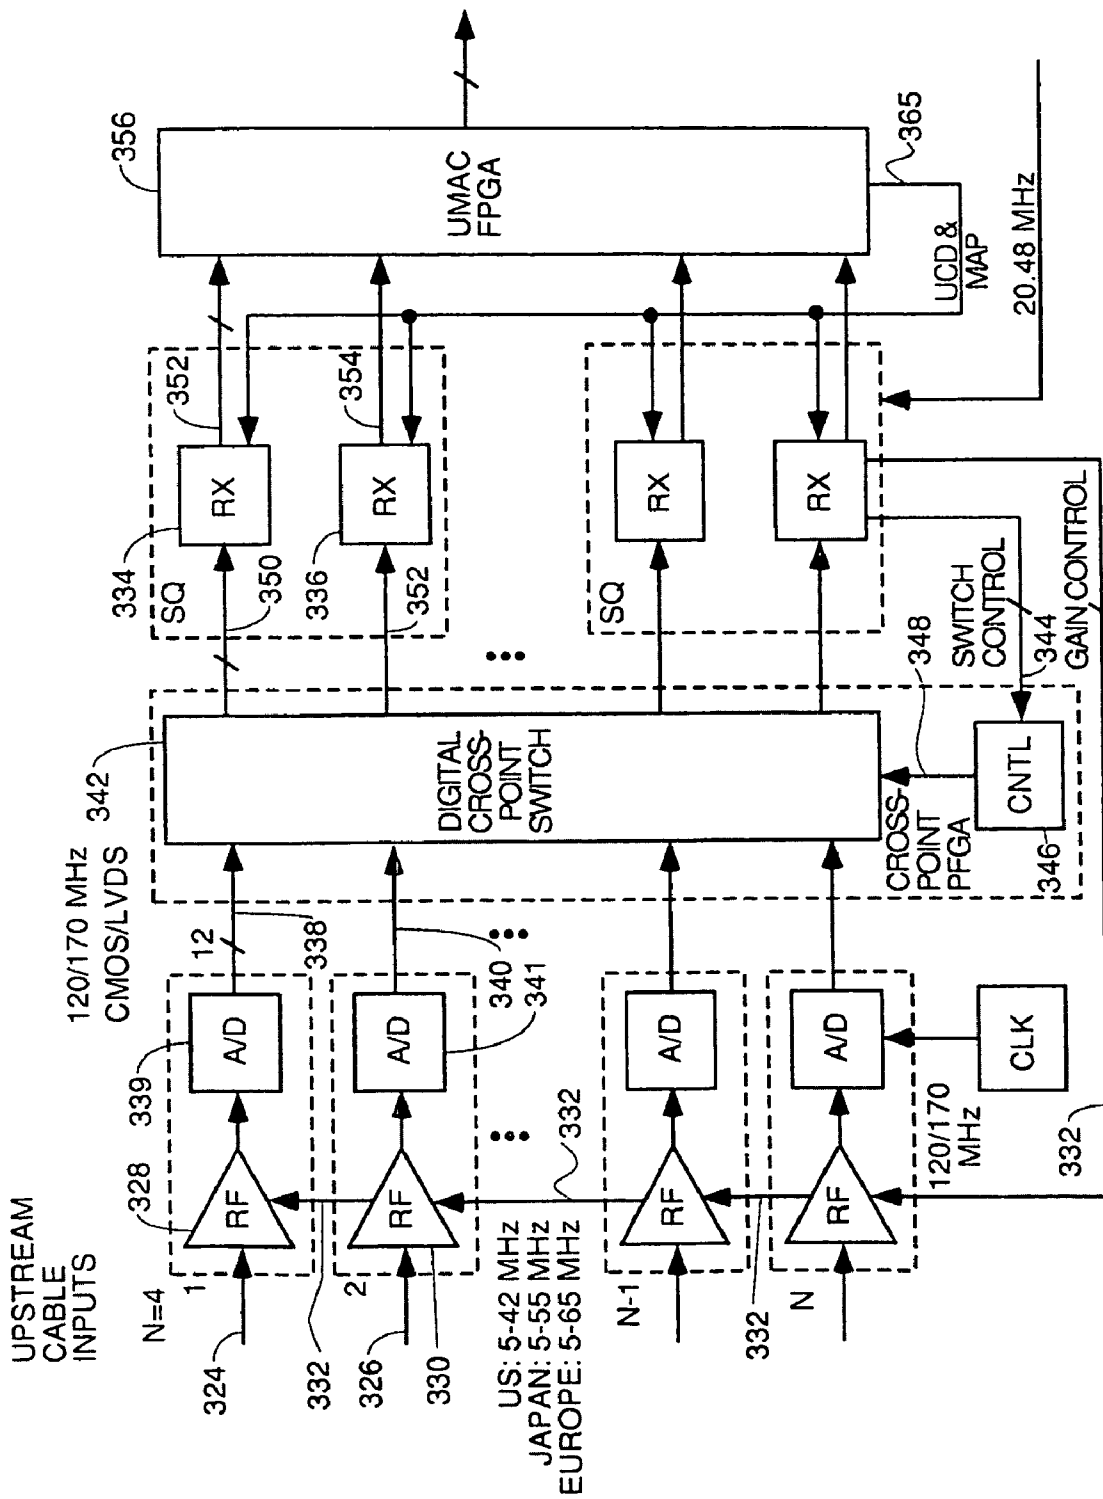 UPSTREAM
CABLE
INPUTS
N=4
1
324
328
RF
332
339
A/D
120/170 MHz
CMOS/LVDS
12
338
2
326
330
RF
A/D
340
341
US: 5-42 MHz
JAPAN: 5-55 MHz
EUROPE: 5-65 MHz
332
N-1
RF
A/D
332
N
RF
A/D
120/170
MHz
CLK
332
342
DIGITAL
CROSS-
POINT
SWITCH
CROSS-
POINT
PFGA
348
CNTL
346
SWITCH
CONTROL
344
GAIN CONTROL
334
SQ
350
RX
352
336
352
RX
354
SQ
RX
RX
356
UMAC
FPGA
365
UCD &
MAP
20.48 MHz